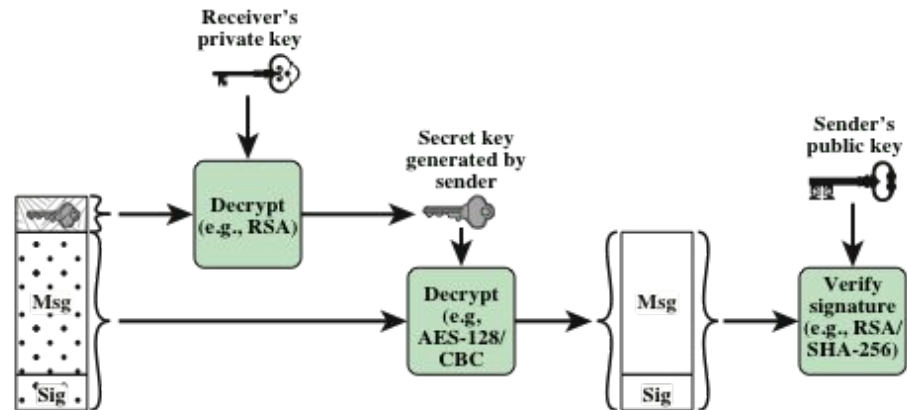 Receiver's
private key
Secret key
generated by
sender
Sender's
public key
Decrypt
(e.g., RSA)
Msg
Sig
Decrypt
(e.g,
AES-128/
CBC
Msg
Sig
Verify
signature
(e.g., RSA/
SHA-256)